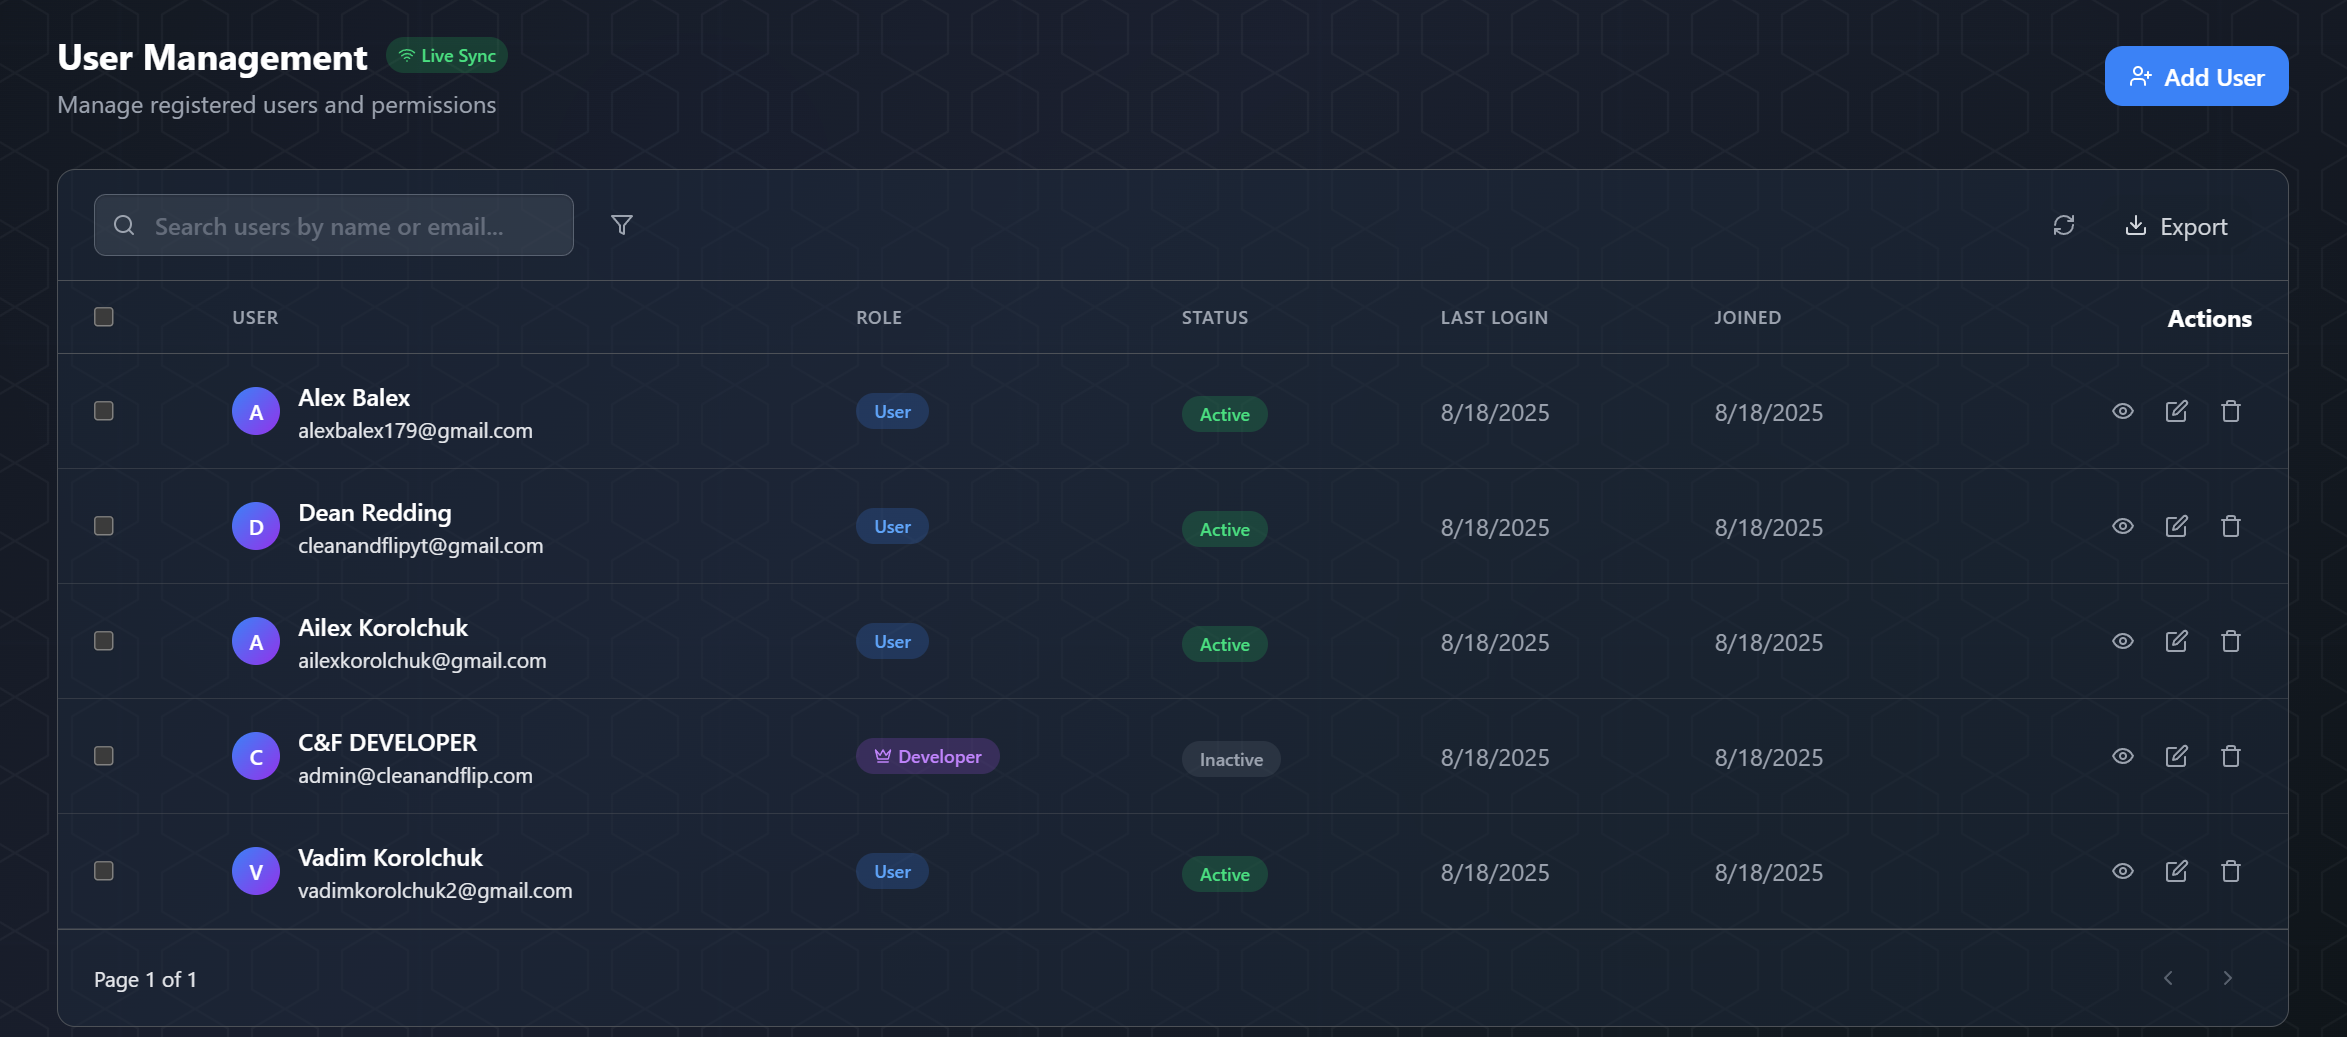 User Management
Live Sync
Manage registered users and permissions
Add User
Search users by name or email...
Export
USER ROLE STATUS LAST LOGIN JOINED Actions
A Alex Balex User Active 8/18/2025 8/18/2025
alexbalex179@gmail.com
D Dean Redding User Active 8/18/2025 8/18/2025
cleanandflipyt@gmail.com
A Ailex Korolchuk User Active 8/18/2025 8/18/2025
ailexkorolchuk@gmail.com
C C&F DEVELOPER Developer Inactive 8/18/2025 8/18/2025
admin@cleanandflip.com
V Vadim Korolchuk User Active 8/18/2025 8/18/2025
vadimkorolchuk2@gmail.com
Page 1 of 1